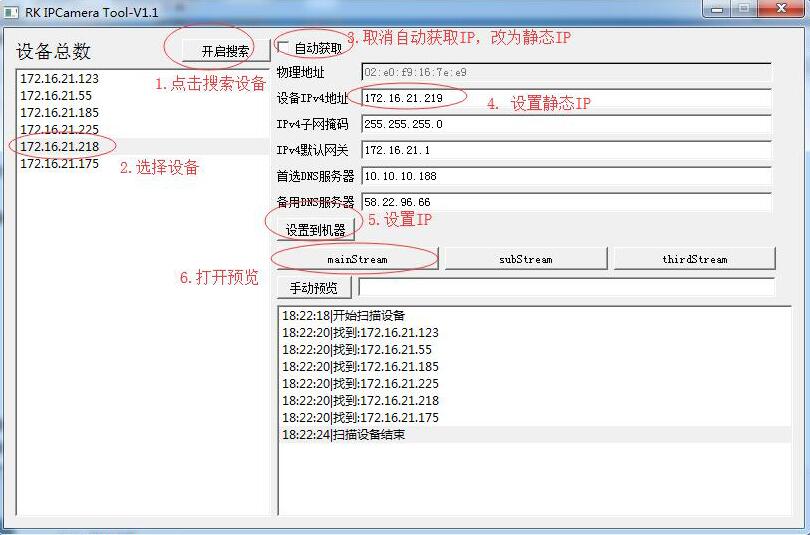 RK IPCamera Tool-V1.1
设备总数
开启搜索
自动获取
3.取消自动获取IP，改为静态IP
172.16.21.123
172.16.21.55
172.16.21.185
172.16.21.225
172.16.21.218
172.16.21.175
1.点击搜索设备
2.选择设备
物理地址
02:e0:f9:16:7e:e9
设备IPv4地址
172.16.21.219
4. 设置静态IP
IPv4子网掩码
255.255.255.0
IPv4默认网关
172.16.21.1
首选DNS服务器
10.10.10.188
备用DNS服务器
58.22.96.66
设置到机器
5.设置IP
6.打开预览
mainStream
subStream
thirdStream
手动预览
18:22:18|开始扫描设备
18:22:20|找到:172.16.21.123
18:22:20|找到:172.16.21.55
18:22:20|找到:172.16.21.185
18:22:20|找到:172.16.21.225
18:22:20|找到:172.16.21.218
18:22:20|找到:172.16.21.175
18:22:24|扫描设备结束